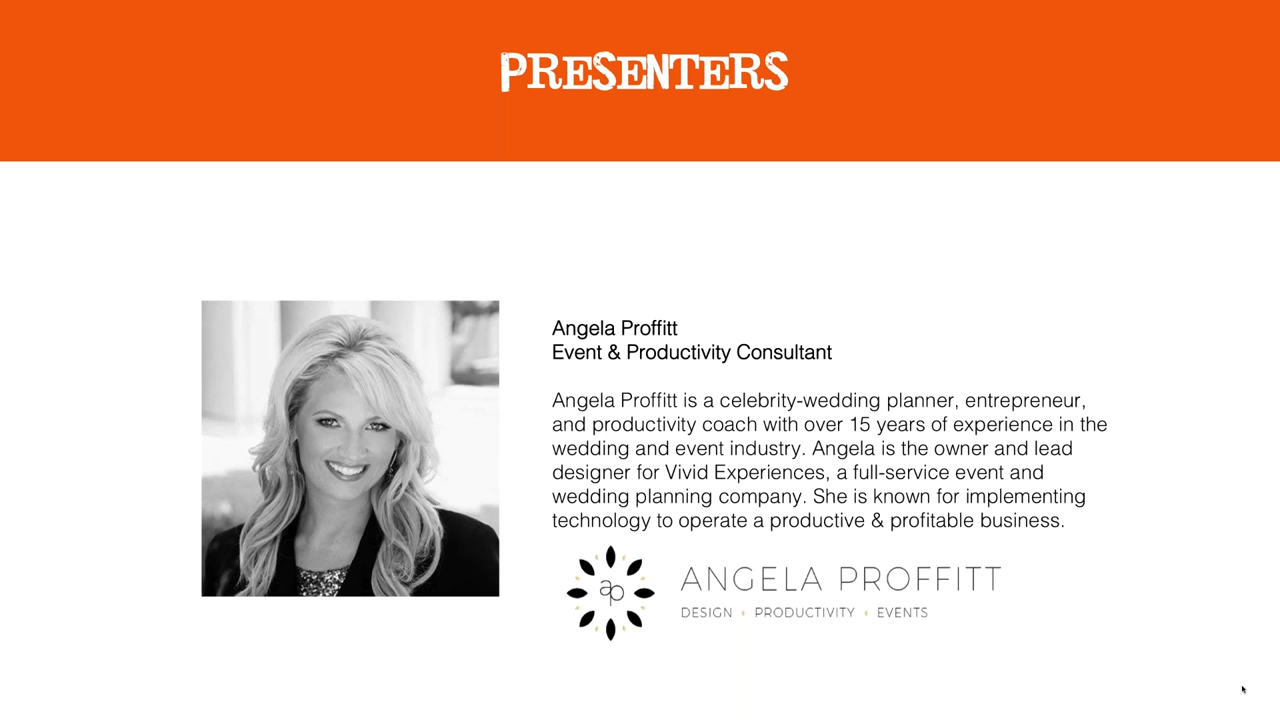 PRESENTERS
Angela Proffitt
Event & Productivity Consultant
Angela Proffitt is a celebrity-wedding planner, entrepreneur,
and productivity coach with over 15 years of experience in the
wedding and event industry. Angela is the owner and lead
designer for Vivid Experiences, a full-service event and
wedding planning company. She is known for implementing
technology to operate a productive & profitable business.
ap
ANGELA PROFFITT
DESIGN PRODUCTIVITY EVENTS